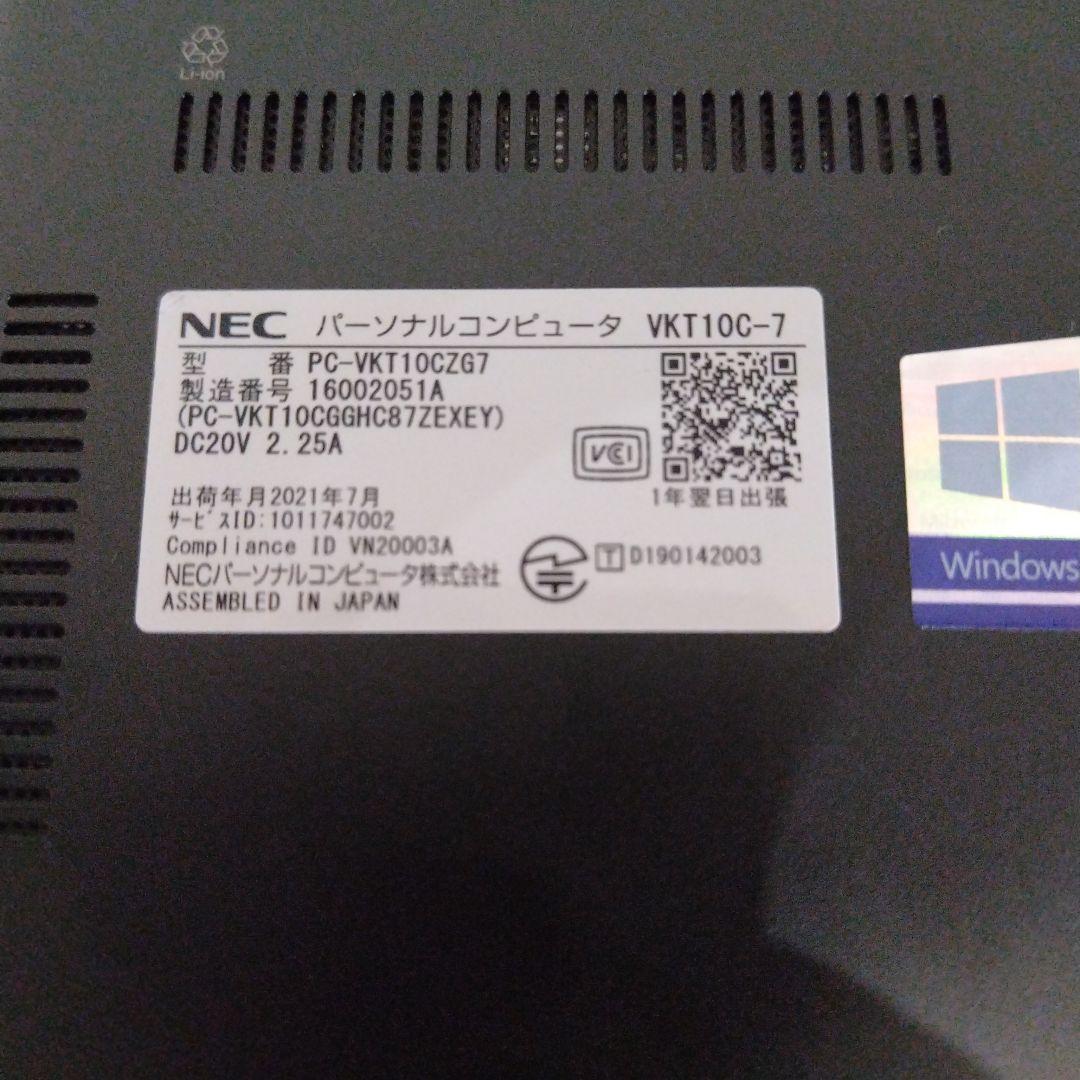 Li-ion
NEC パーソナルコンピュータ VKT10C-7
型 番 PC-VKT10CZG7
製造番号 16002051A
(PC-VKT10CGGHC87ZEXEY)
DC20V 2.25A
VCCI
1年翌日出張
出荷年月2021年7月
サービスID:1011747002
Compliance ID VN20003A
T D190142003
NECパーソナルコンピュータ株式会社
ASSEMBLED IN JAPAN
Windows